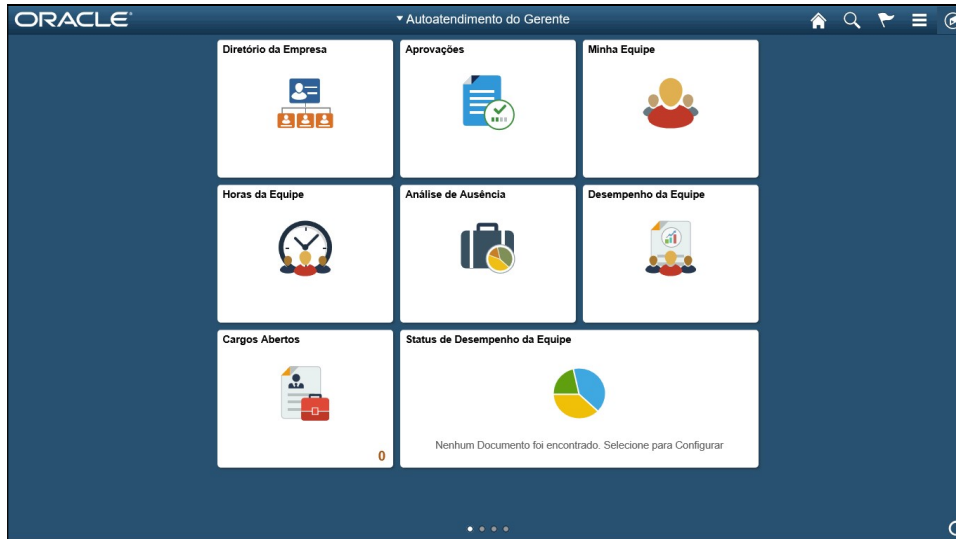 ORACLE
Autoatendimento do Gerente
Diretório da Empresa
Aprovações
Minha Equipe
Horas da Equipe
Análise de Ausência
Desempenho da Equipe
Cargos Abertos
0
Status de Desempenho da Equipe
Nenhum Documento foi encontrado. Selecione para Configurar